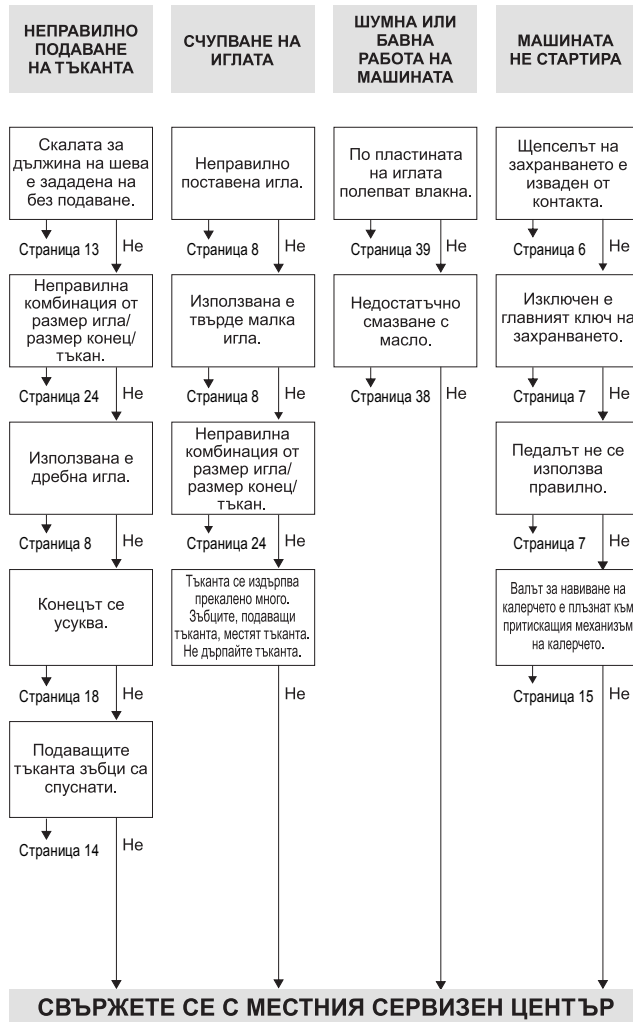 НЕПРАВИЛНО
ПОДАВАНЕ
НА ТЪКАНТА
Скалата за
дължина на шева
е зададена на
без подаване.
Страница 13
Не
Неправилна
комбинация от
размер игла/
размер конец/
тъкан.
Страница 24
Не
Използвана е
дребна игла.
Страница 8
Не
Конецът се
усуква.
Страница 18
Не
Подаващите
тъканта зъбци са
спуснати.
Страница 14
Не
СЧУПВАНЕ НА
ИГЛАТА
Неправилно
поставена игла.
Страница 8
Не
Използвана е
твърде малка
игла.
Страница 8
Не
Неправилна
комбинация от
размер игла/
размер конец/
тъкан.
Страница 24
Не
Тъканта се издърпва
прекалено много.
Зъбците, подаващи
тъканта, местят тъканта.
Не дърпайте тъканта.
Не
ШУМНА ИЛИ
БАВНА
РАБОТА НА
МАШИНАТА
По пластината
на иглата
полепват влакна.
Страница 39
Не
Недостатъчно
смазване с
масло.
Страница 38
Не
МАШИНАТА
НЕ СТАРТИРА
Щепселът на
захранването е
изваден от
контакта.
Страница 6
Не
Изключен е
главният ключ на
захранването.
Страница 7
Не
Педалът не се
използва
правилно.
Страница 7
Не
Валът за навиване на
калерчето е плъзнат към
притискащия механизъм
на калерчето.
Страница 15
Не
СВЪРЖЕТЕ СЕ С МЕСТНИЯ СЕРВИЗЕН ЦЕНТЪР